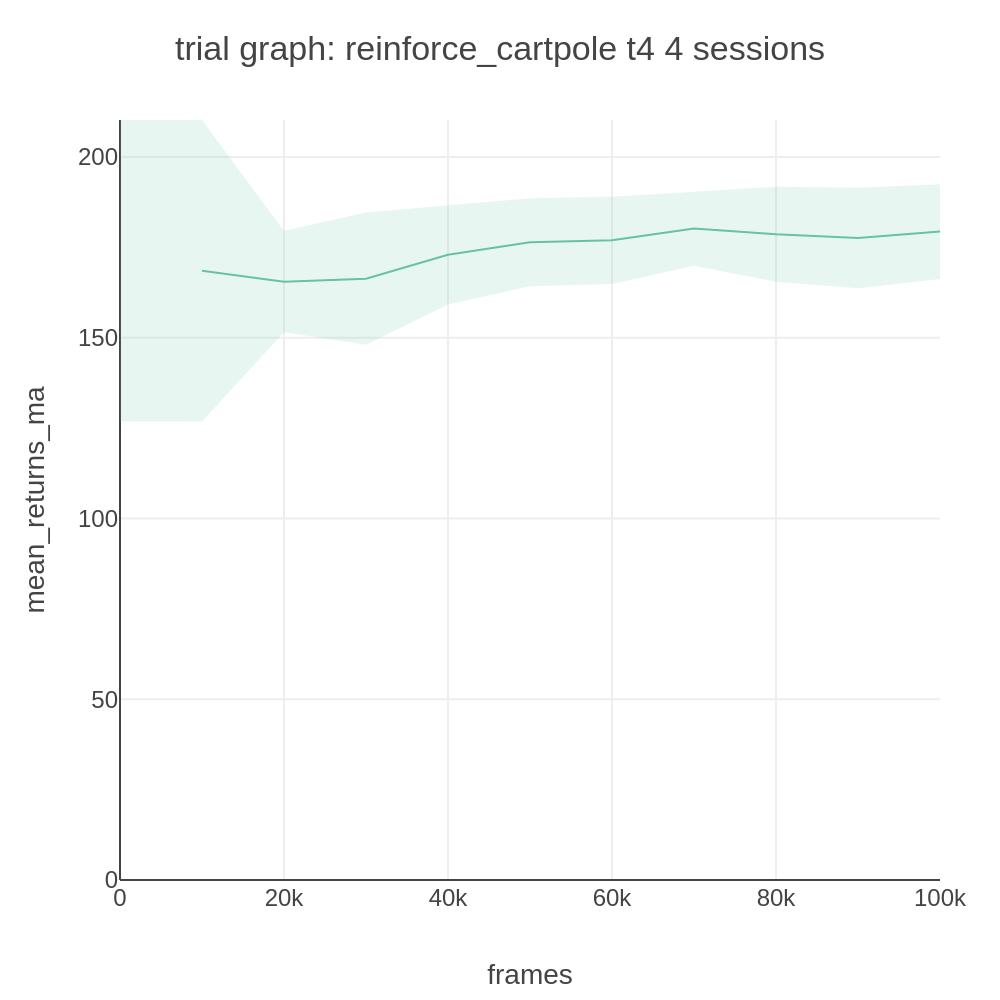 trial graph: reinforce_cartpole t4 4 sessions
200
150
100
50
0
mean_returns_ma
0 20k 40k 60k 80k 100k
frames